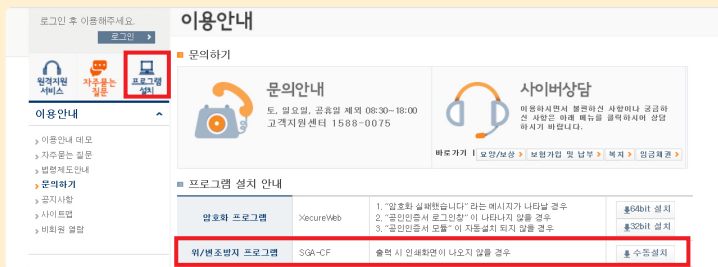 로그인 후 이용해주세요.
로그인 >
원격지원
서비스
자주묻는
질문
프로그램
설치
이용안내
> 이용안내 데모
> 자주묻는 질문
> 법령제도안내
> 문의하기
> 공지사항
> 사이트맵
> 비회원 열람
이용안내
문의하기
문의안내
토, 일요일, 공휴일 제외 08:30~18:00
고객지원센터 1588-0075
사이버상담
이용하시면서 불편하신 사항이나 궁금하
신 사항은 아래 메뉴를 클릭하시어 상담
하시기 바랍니다.
바로가기 | 요양/보상 > 보험가입 및 납부 > 복지 > 임금채권 >
프로그램 설치 안내
암호화 프로그램
XecureWeb
1. "암호화 실패했습니다" 라는 메시지가 나타날 경우
2. "공인인증서 로그인창" 이 나타나지 않을 경우
3. "공인인증서 모듈" 이 자동설치 되지 않을 경우
64bit 설치
32bit 설치
위/변조방지 프로그램
SGA-CF
출력 시 인쇄화면이 나오지 않을 경우
수동설치